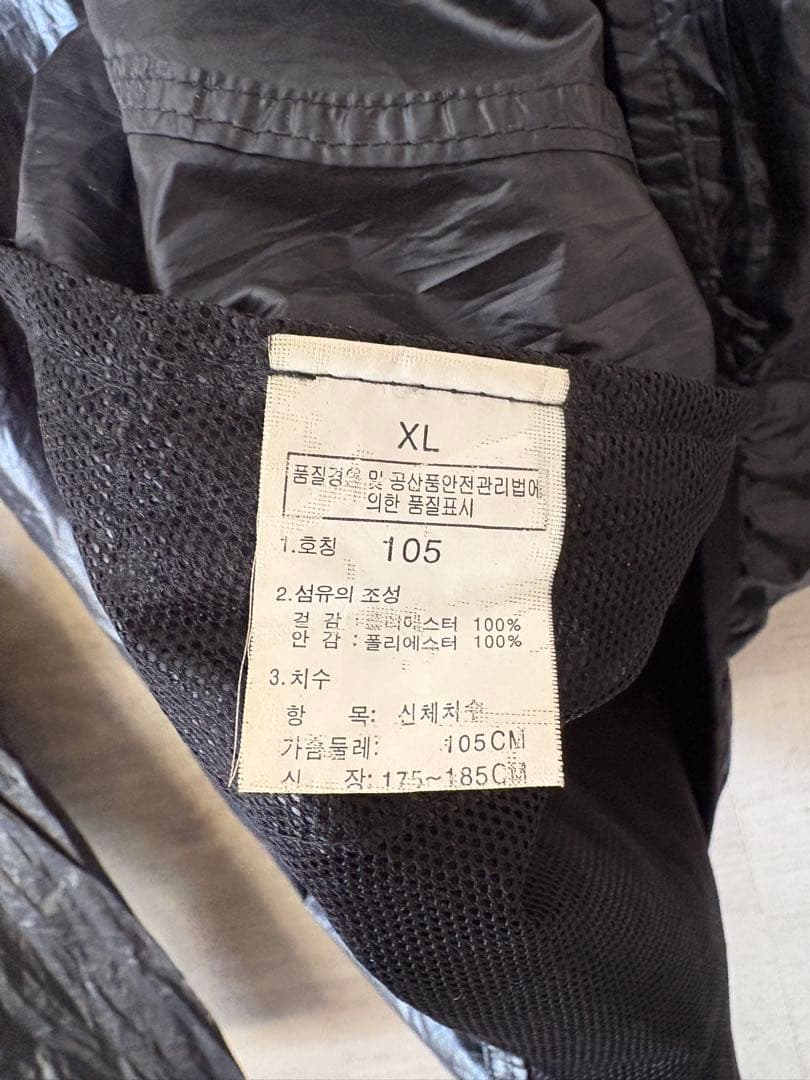 XL
품질경영 및 공산품안전관리법에
의한 품질표시
1.호칭 105
2.섬유의 조성
겉 감 : 폴리에스터 100%
안 감 : 폴리에스터 100%
3.치수
항 목: 신체치수
가슴둘레: 105CM
신 장: 175~185CM